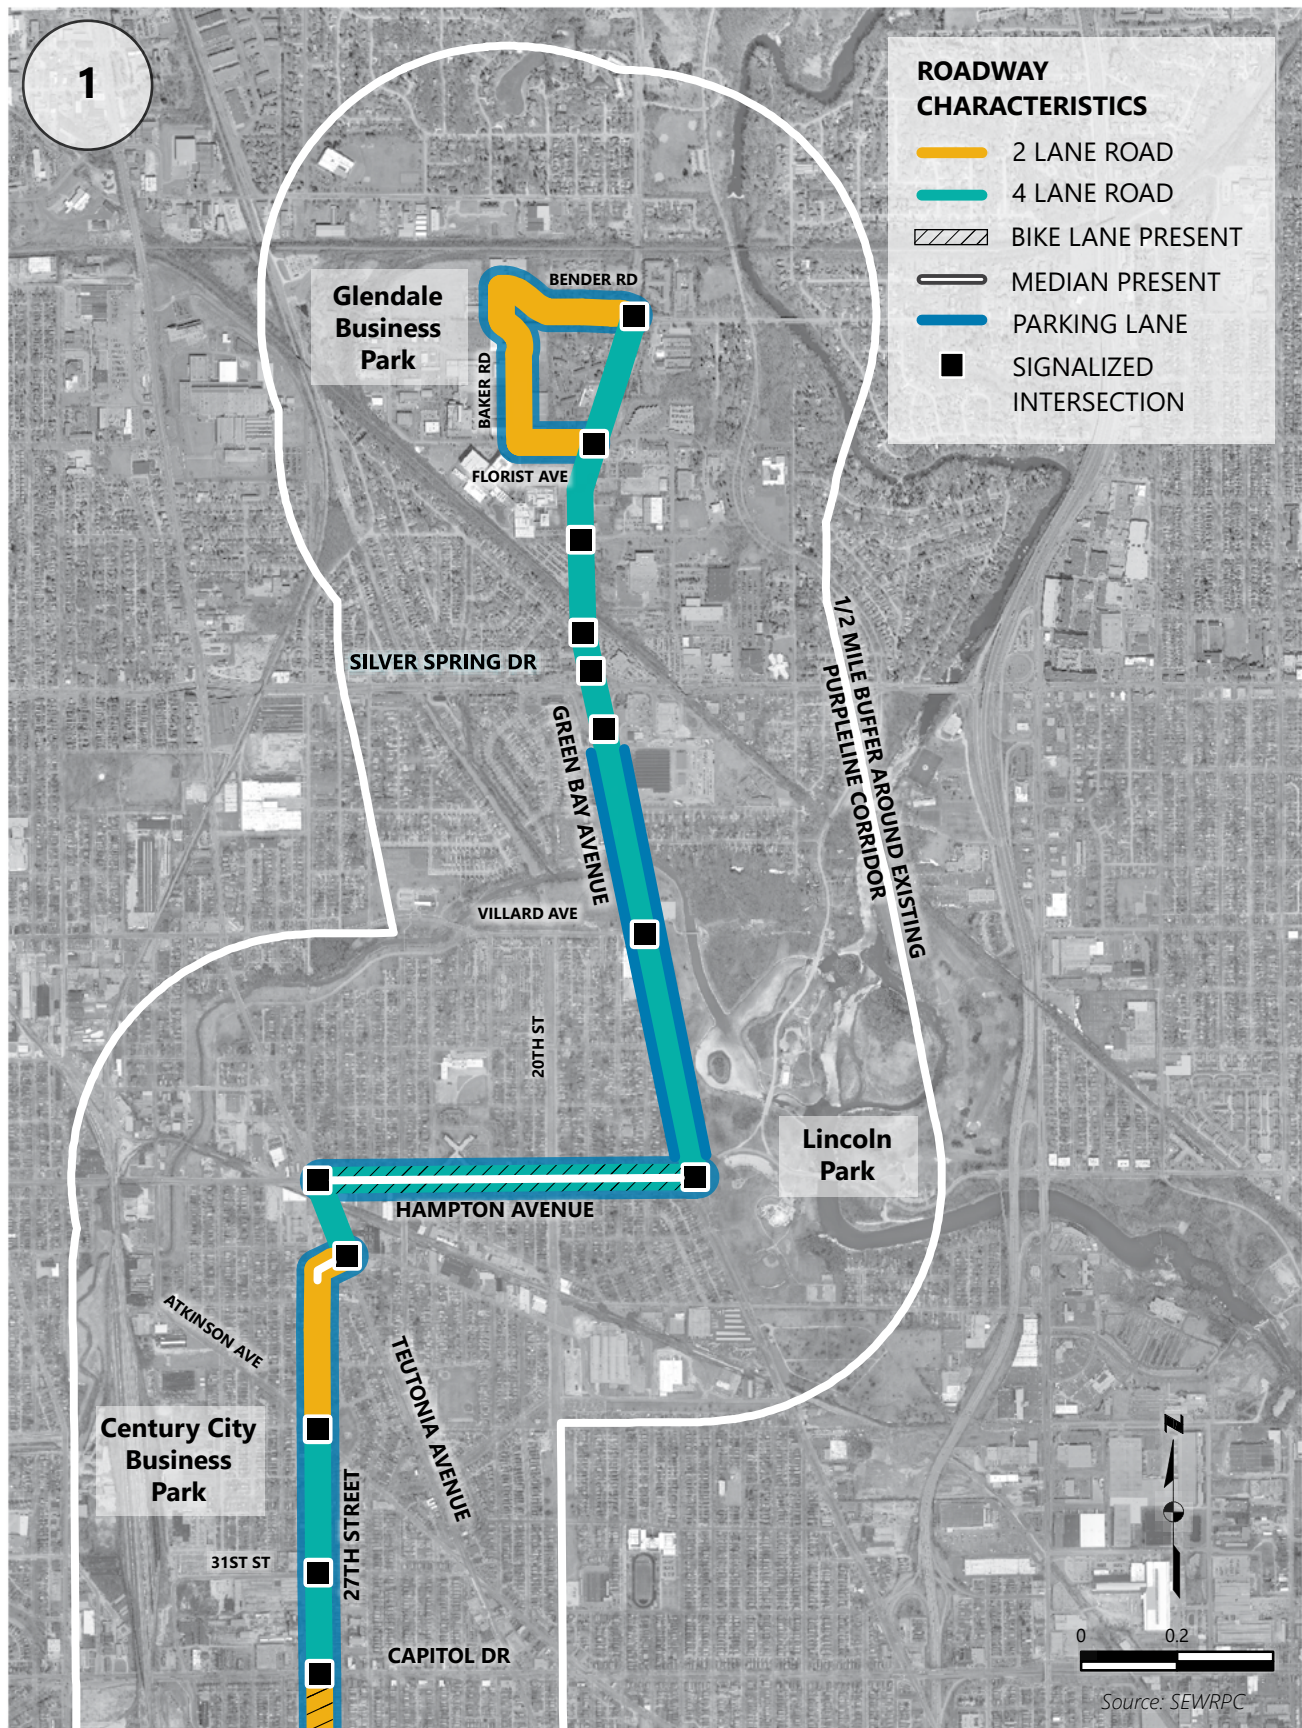 1
ROADWAY
CHARACTERISTICS
2 LANE ROAD
4 LANE ROAD
BIKE LANE PRESENT
MEDIAN PRESENT
PARKING LANE
SIGNALIZED
INTERSECTION
BENDER RD
Glendale
Business
Park
BAKER RD
FLORIST AVE
SILVER SPRING DR
1/2 MILE BUFFER AROUND EXISTING
PURPLELINE CORRIDOR
GREEN BAY AVENUE
VILLARD AVE
20TH ST
Lincoln
Park
HAMPTON AVENUE
ATKINSON AVE
TEUTONIA AVENUE
Century City
Business
Park
27TH STREET
31ST ST
CAPITOL DR
N
0 0.2
Source: SEWRPC